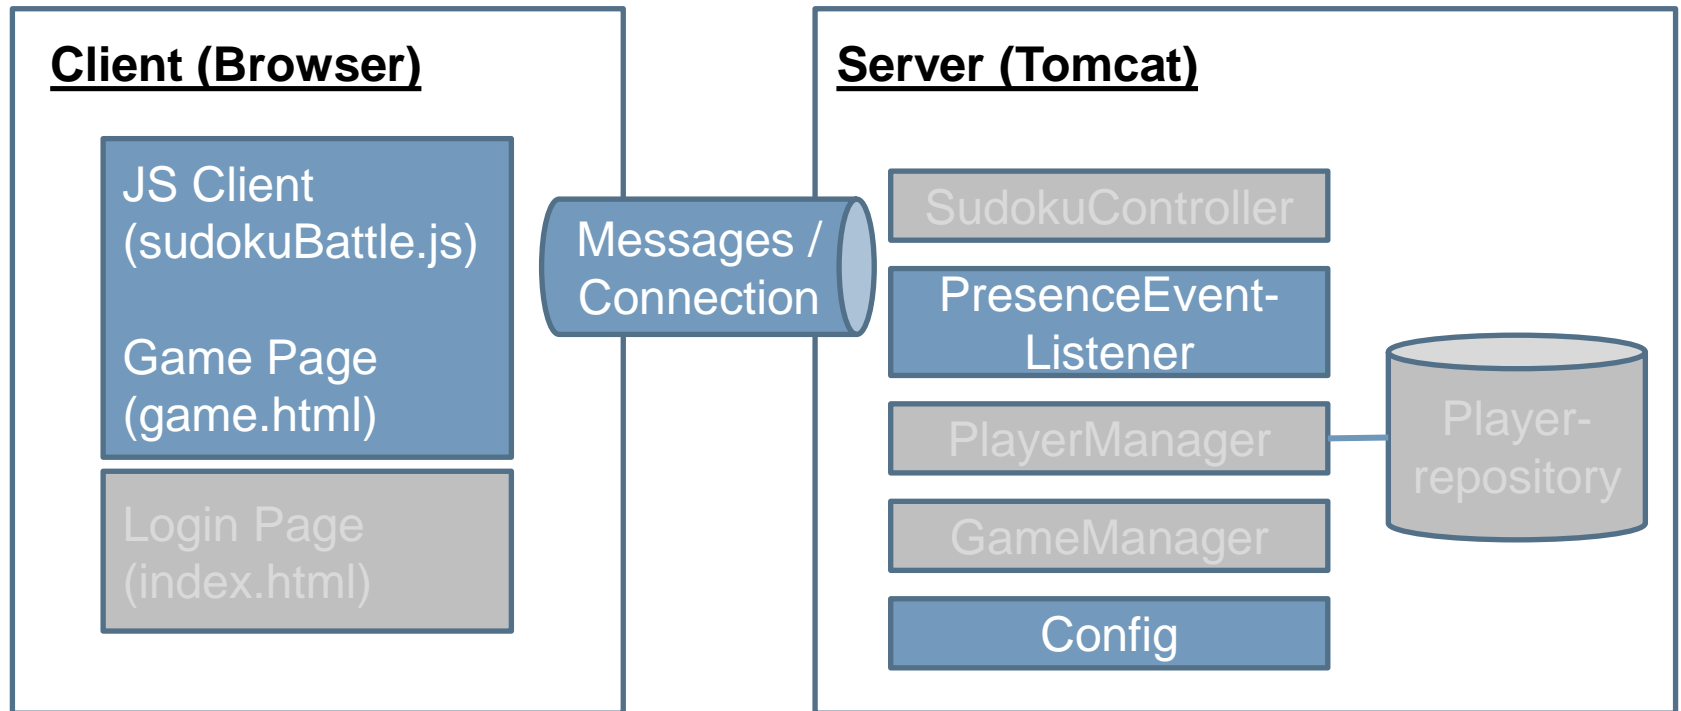 Client (Browser)
JS Client
(sudokuBattle.js)
Game Page
(game.html)
Login Page
(index.html)
Messages /
Connection
Server (Tomcat)
SudokuController
PresenceEvent-
Listener
PlayerManager
GameManager
Config
Player-
repository